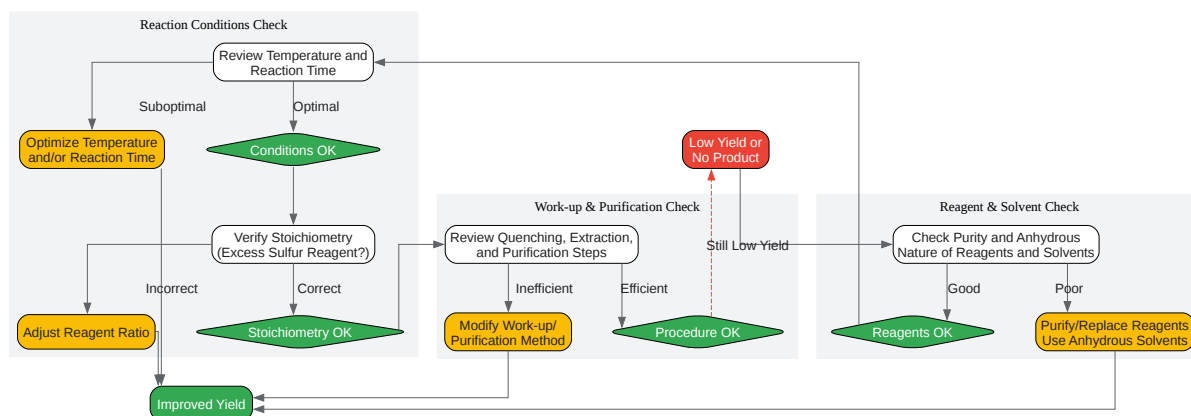 Reaction Conditions Check
Review Temperature and
Reaction Time
Suboptimal
Optimal
Optimize Temperature
and/or Reaction Time
Conditions OK
Verify Stoichiometry
(Excess Sulfur Reagent?)
Incorrect
Correct
Adjust Reagent Ratio
Stoichiometry OK
Improved Yield
Low Yield or
No Product
Still Low Yield
Work-up & Purification Check
Review Quenching, Extraction,
and Purification Steps
Inefficient
Efficient
Modify Work-up/
Purification Method
Procedure OK
Reagent & Solvent Check
Check Purity and Anhydrous
Nature of Reagents and Solvents
Good
Poor
Reagents OK
Purify/Replace Reagents
Use Anhydrous Solvents